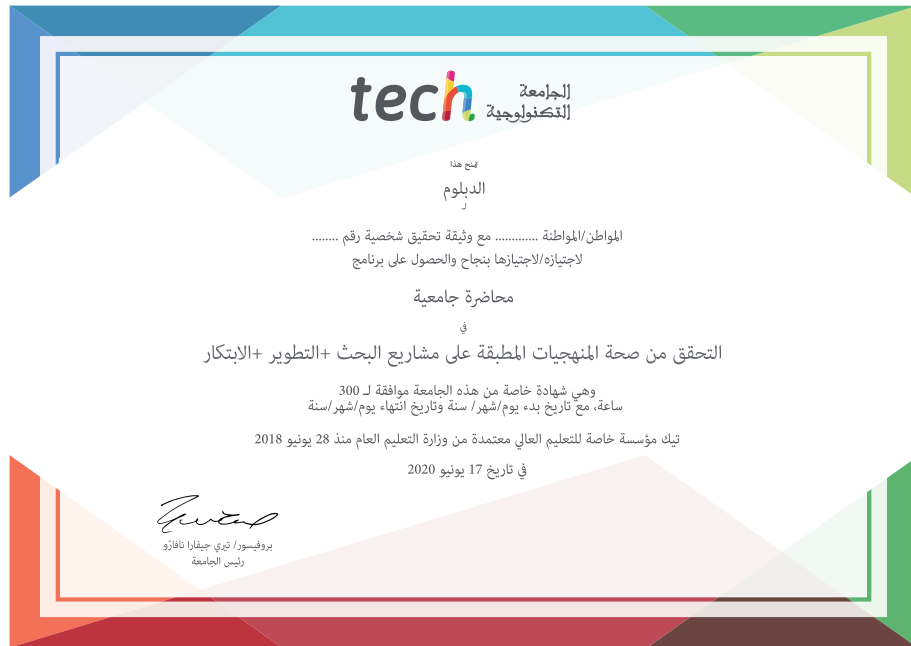 tech الجامعة
التكنولوجية
يمنح هذا
الدبلوم
لـ
المواطن/المواطنة ............. مع وثيقة تحقيق شخصية رقم ........
لاجتيازه/لاجتيازها بنجاح والحصول على برنامج
محاضرة جامعية
في
التحقق من صحة المنهجيات المطبقة على مشاريع البحث +التطوير +الابتكار
وهي شهادة خاصة من هذه الجامعة موافقة لـ 300
ساعة، مع تاريخ بدء يوم/شهر/ سنة وتاريخ انتهاء يوم/شهر/سنة
تيك مؤسسة خاصة للتعليم العالي معتمدة من وزارة التعليم العام منذ 28 يونيو 2018
في تاريخ 17 يونيو 2020
بروفيسور/ تيري جيفارا نافارّو
رئيس الجامعة